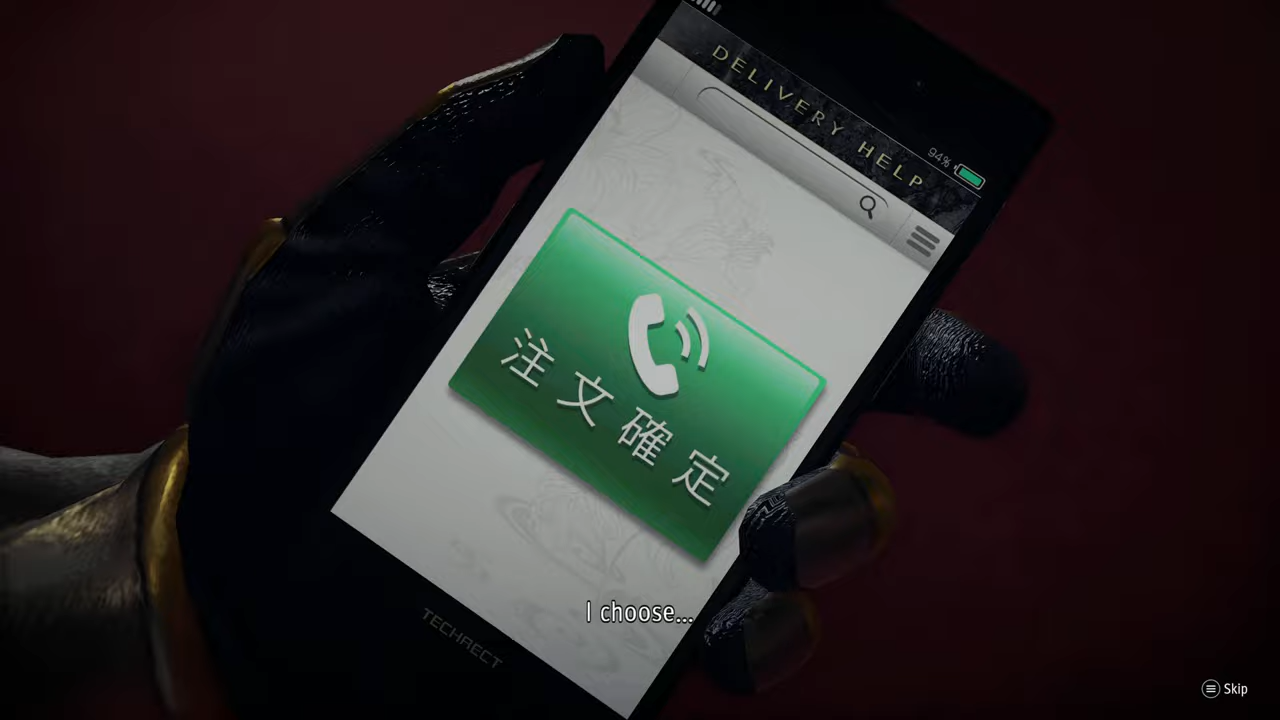 DELIVERY HELP
94%
注文確定
I choose...
TECHRECT
Skip